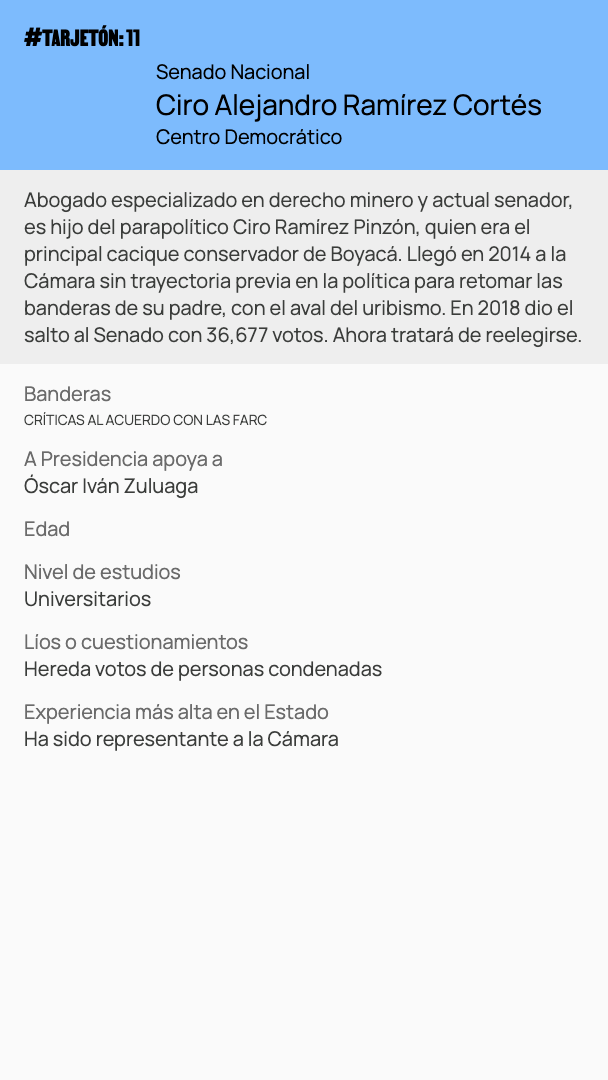 #TARJETÓN: 11
Senado Nacional
Ciro Alejandro Ramírez Cortés
Centro Democrático
Abogado especializado en derecho minero y actual senador,
es hijo del parapolítico Ciro Ramírez Pinzón, quien era el
principal cacique conservador de Boyacá. Llegó en 2014 a la
Cámara sin trayectoria previa en la política para retomar las
banderas de su padre, con el aval del uribismo. En 2018 dio el
salto al Senado con 36,677 votos. Ahora tratará de reelegirse.
Banderas
CRÍTICAS AL ACUERDO CON LAS FARC
A Presidencia apoya a
Óscar Iván Zuluaga
Edad
Nivel de estudios
Universitarios
Líos o cuestionamientos
Hereda votos de personas condenadas
Experiencia más alta en el Estado
Ha sido representante a la Cámara